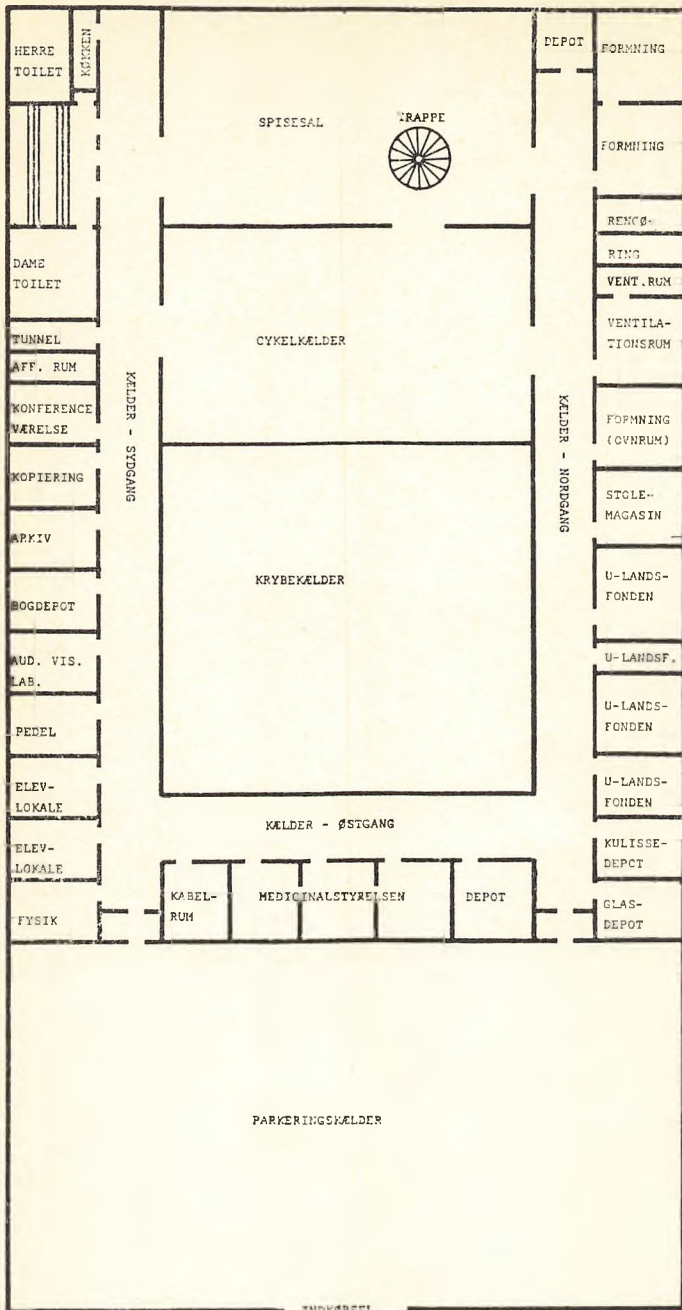 HERRE
TOILET
KØKKEN
DAME
TOILET
TUNNEL
AFF. RUM
KONFERENCE
VÆRELSE
KOPIERING
ARKIV
BOGDEPOT
AUD. VIS.
LAB.
PEDEL
ELEV-
LOKALE
ELEV-
LOKALE
FYSIK
KÆLDER - SYDGANG
SPISESAL
TRAPPE
CYKELKÆLDER
KRYBEKÆLDER
KÆLDER - ØSTGANG
KABEL-
RUM
MEDICINALSTYRELSEN
DEPOT
KÆLDER - NORDGANG
DEPOT
FORMNING
FORMNING
RENGØ-
RING
VENT.RUM
VENTILA-
TIONSRUM
FORMNING
(OVNRUM)
STOLE-
MAGASIN
U-LANDS-
FONDEN
U-LANDSF.
U-LANDS-
FONDEN
U-LANDS-
FONDEN
KULISSE-
DEPOT
GLAS-
DEPOT
PARKERINGSKÆLDER
INDKØRSEL